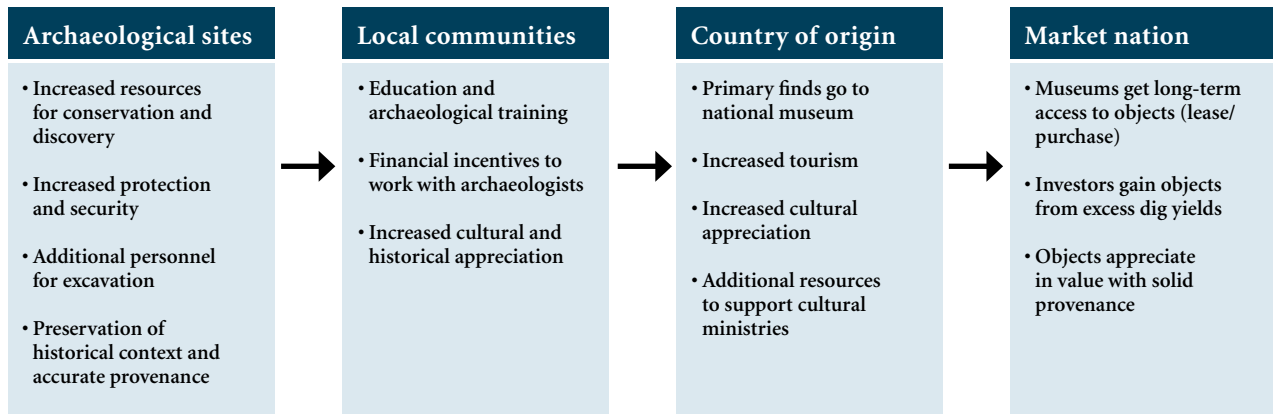 Archaeological sites
• Increased resources
for conservation and
discovery
• Increased protection
and security
• Additional personnel
for excavation
• Preservation of
historical context and
accurate provenance
Local communities
• Education and
archaeological training
• Financial incentives to
work with archaeologists
• Increased cultural and
historical appreciation
Country of origin
• Primary finds go to
national museum
• Increased tourism
• Increased cultural
appreciation
• Additional resources
to support cultural
ministries
Market nation
• Museums get long-term
access to objects (lease/
purchase)
• Investors gain objects
from excess dig yields
• Objects appreciate
in value with solid
provenance